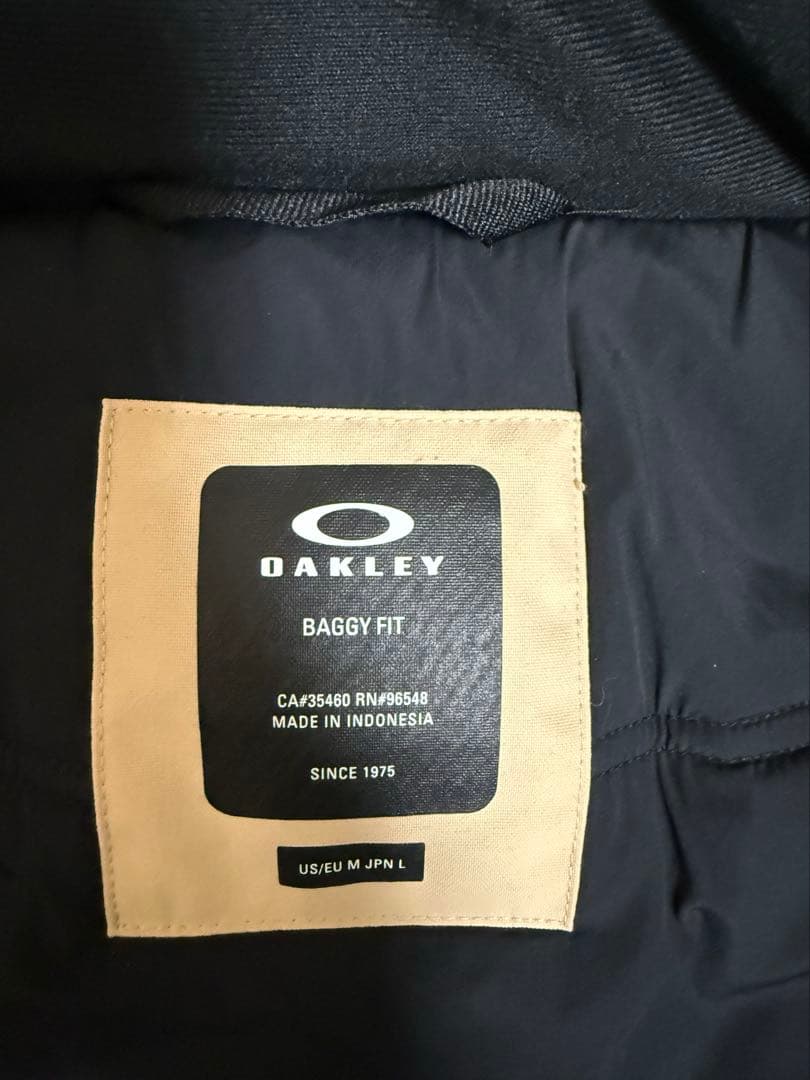 OAKLEY
BAGGY FIT
CA#35460 RN#96548
MADE IN INDONESIA
SINCE 1975
US/EU M JPN L